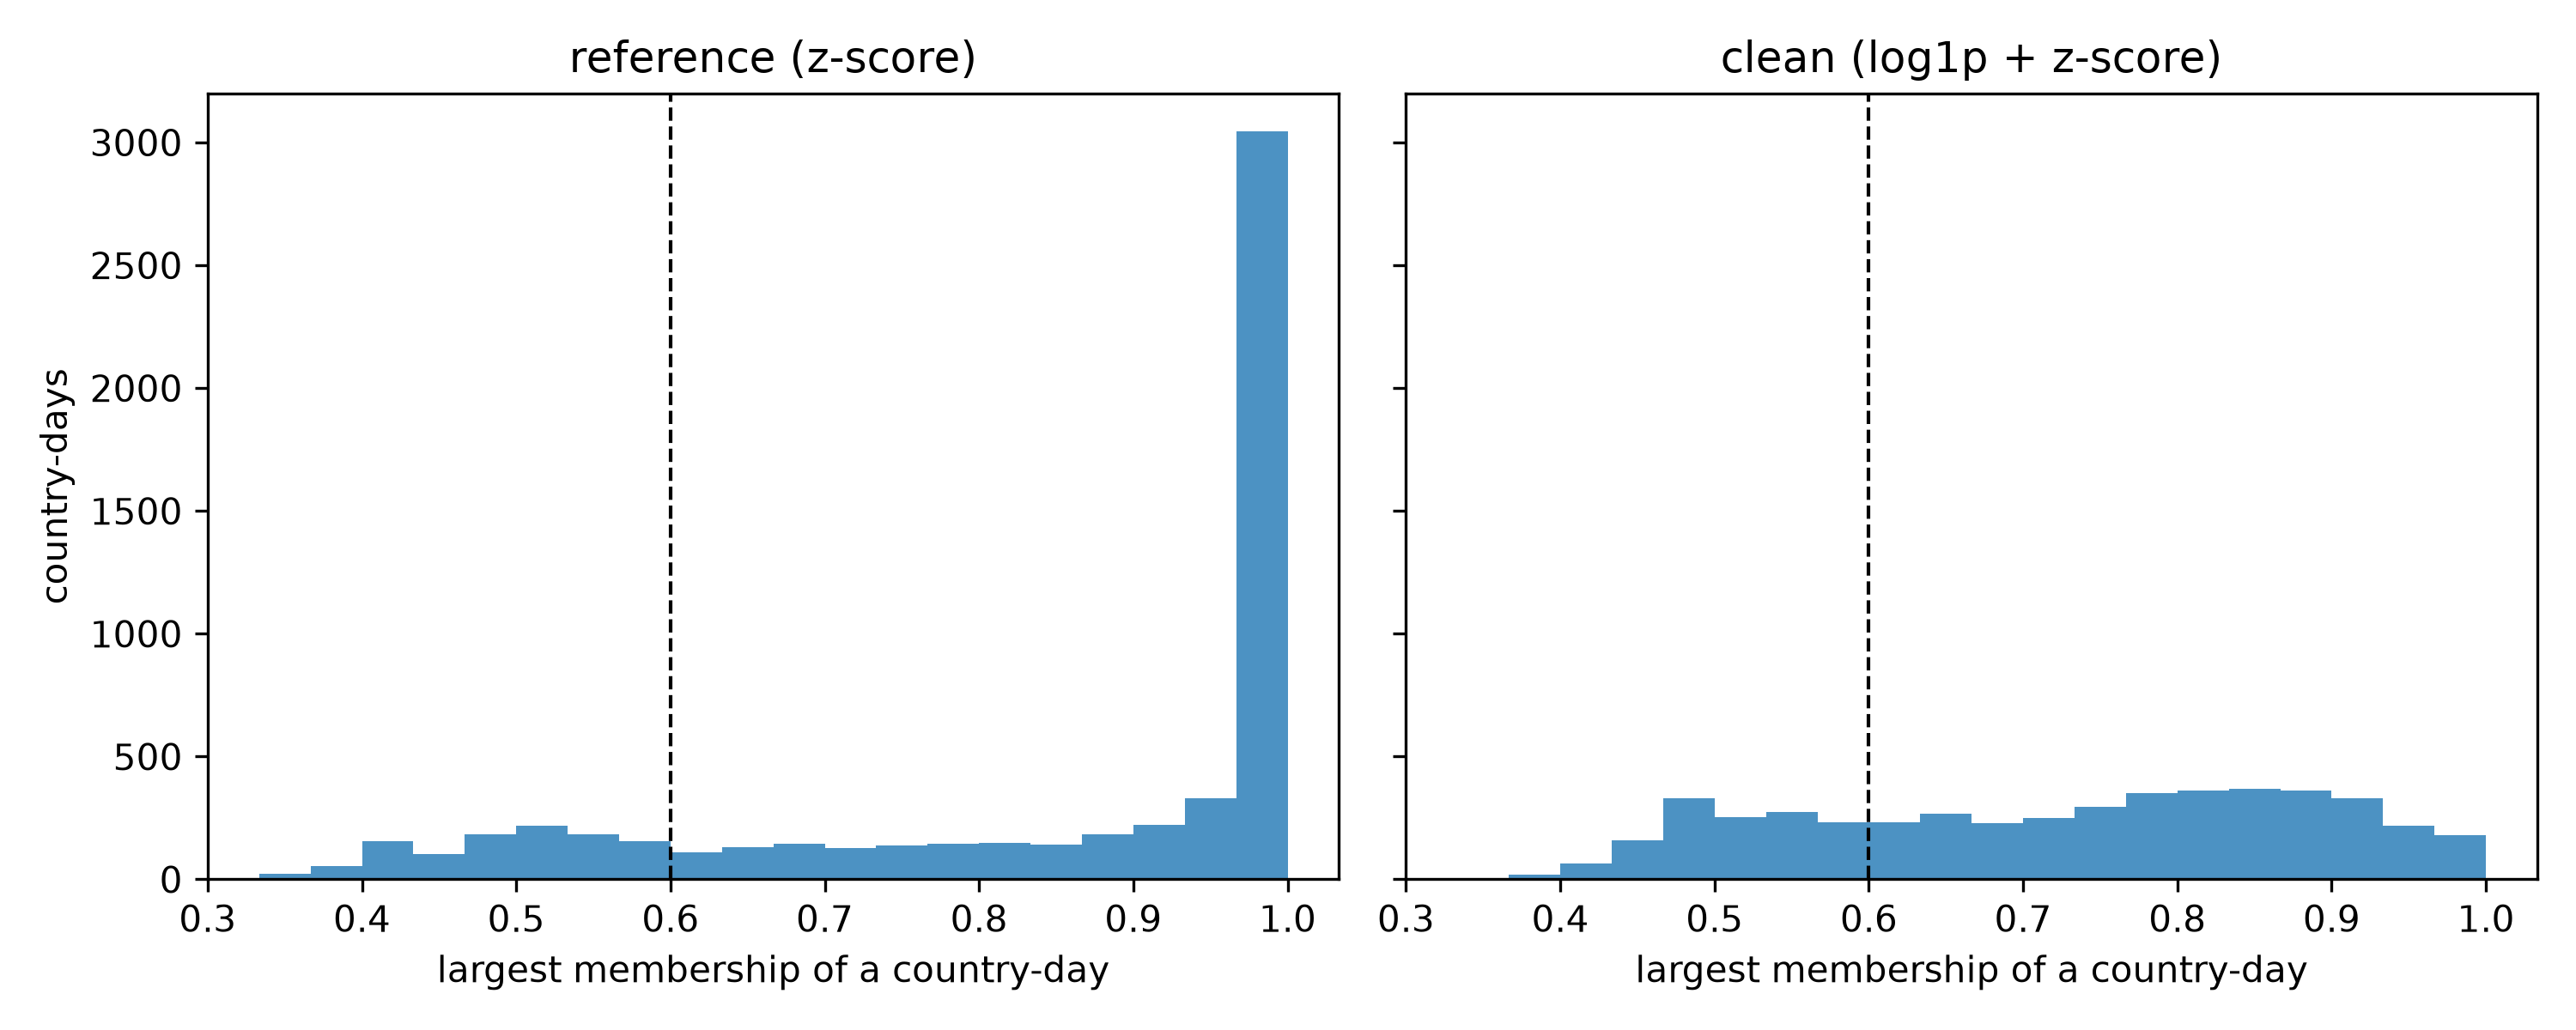 reference (z-score)
clean (log1p + z-score)
country-days
3000
2500
2000
1500
1000
500
0
0.3 0.4 0.5 0.6 0.7 0.8 0.9 1.0
0.3 0.4 0.5 0.6 0.7 0.8 0.9 1.0
largest membership of a country-day
largest membership of a country-day